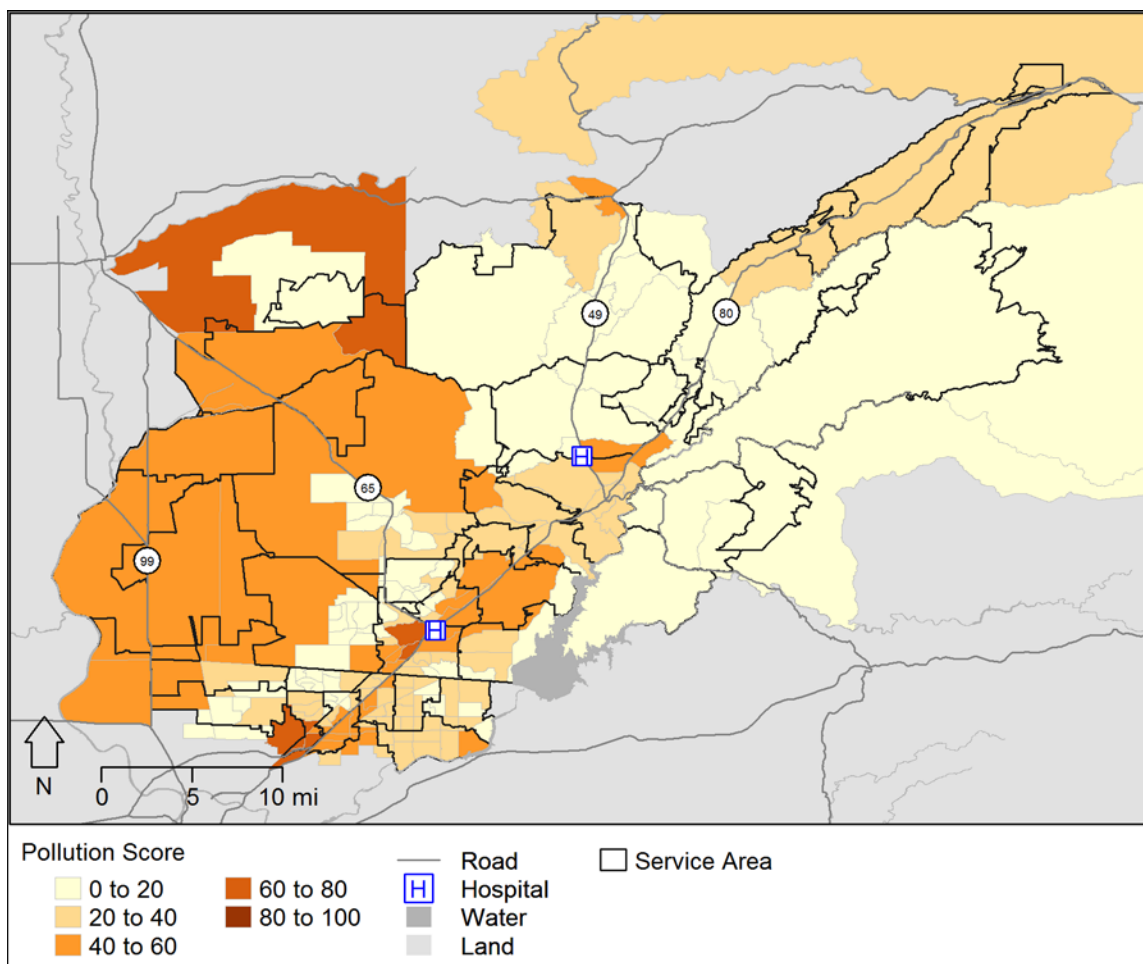 49
80
H
65
99
H
N
0 5 10 mi
Pollution Score
0 to 20
20 to 40
40 to 60
60 to 80
80 to 100
Road
H Hospital
Water
Land
Service Area